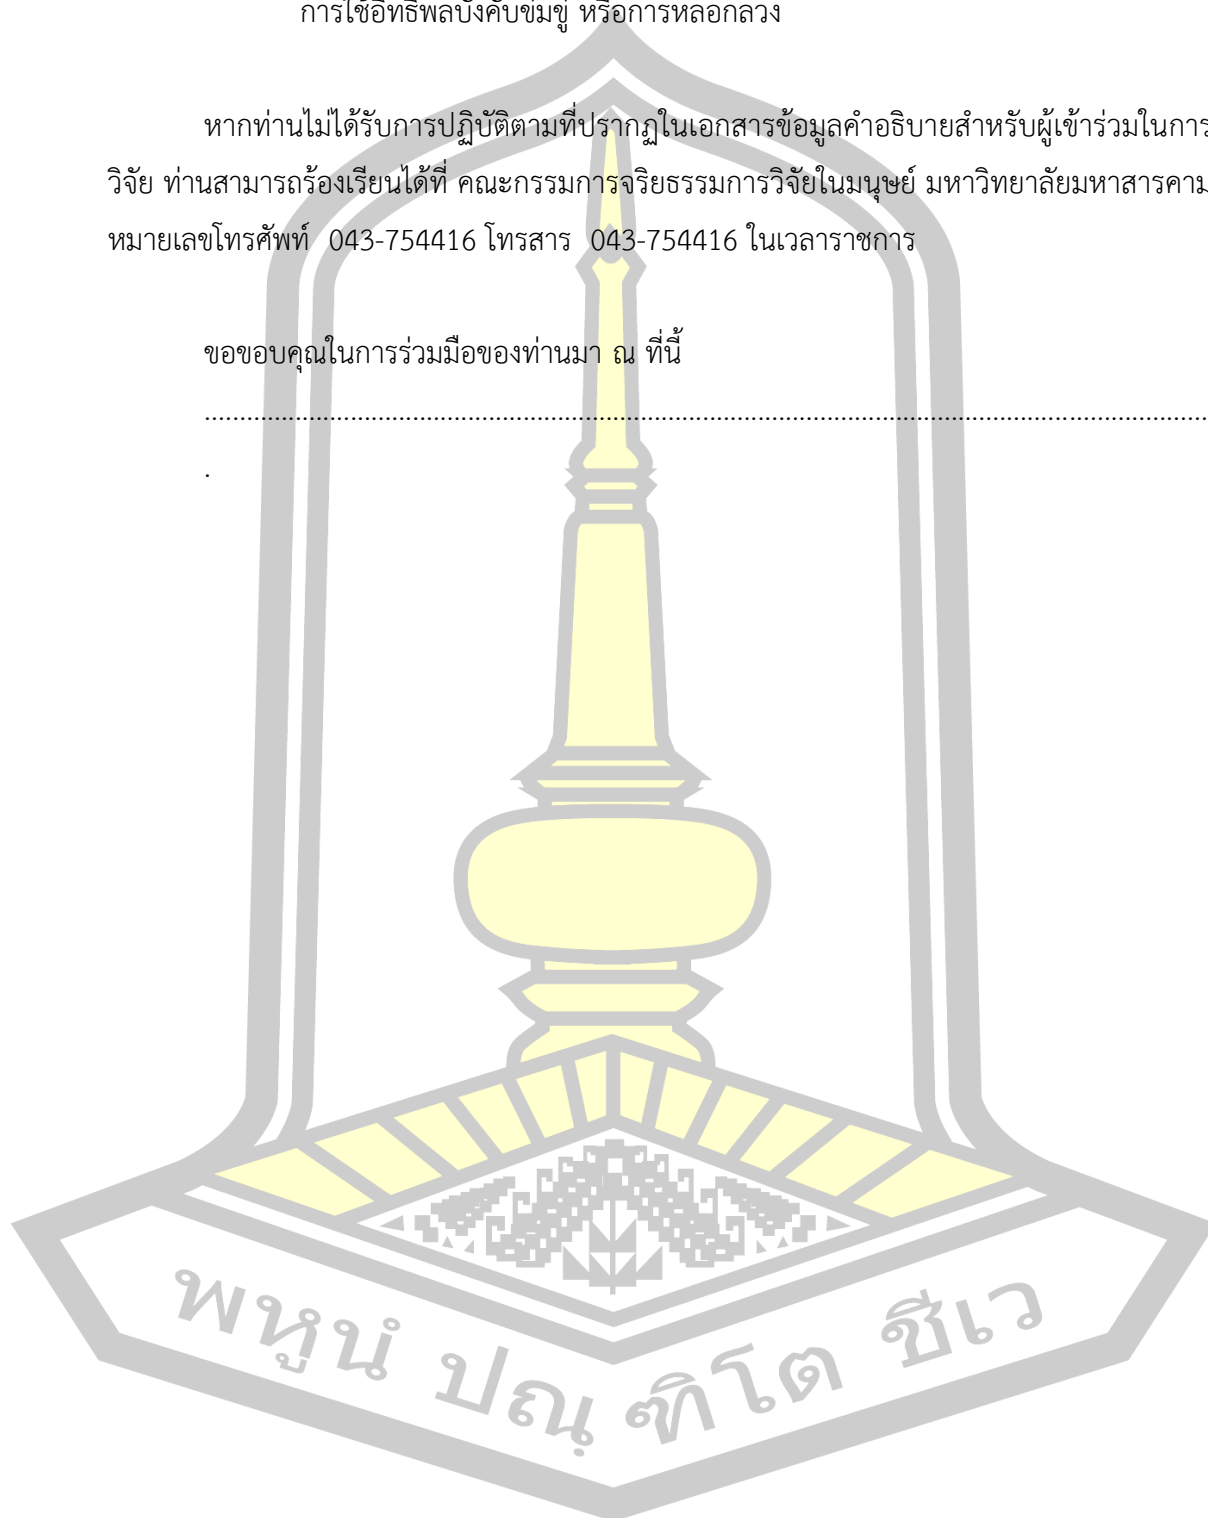 การใช้อิทธิพลบังคับข่มขู่ หรือการหลอกลวง
หากท่านไม่ได้รับการปฏิบัติตามที่ปรากฏในเอกสารข้อมูลคำอธิบายสำหรับผู้เข้าร่วมในการ
วิจัย ท่านสามารถร้องเรียนได้ที่ คณะกรรมการจริยธรรมการวิจัยในมนุษย์ มหาวิทยาลัยมหาสารคาม
หมายเลขโทรศัพท์ 043-754416 โทรสาร 043-754416 ในเวลาราชการ
ขอขอบคุณในการร่วมมือของท่านมา ณ ที่นี้
....................................................................................................................................................
.
พหูนํ ปณฺฑิโต ชีเว